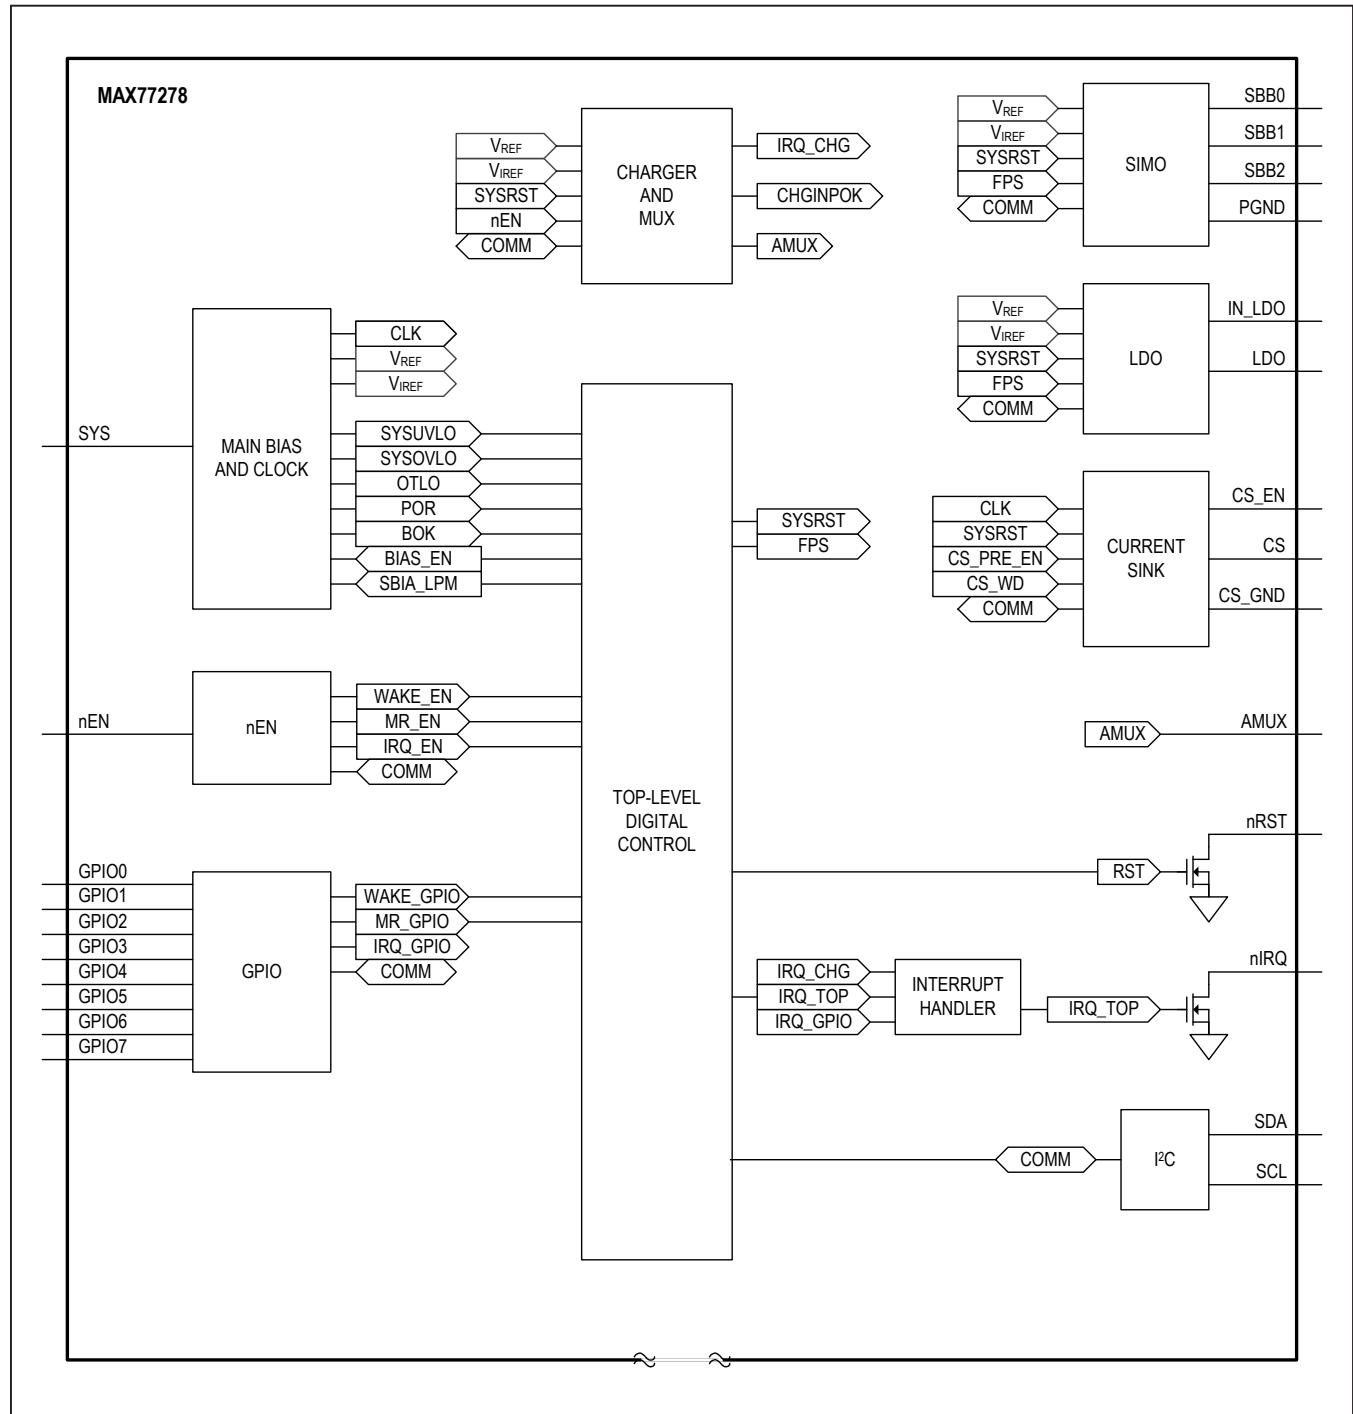 MAX77278
VREF
VIREF
SYSRST
nEN
COMM
CHARGER
AND
MUX
IRQ_CHG
CHGINPOK
AMUX
VREF
VIREF
SYSRST
FPS
COMM
SIMO
SBB0
SBB1
SBB2
PGND
VREF
VIREF
SYSRST
FPS
COMM
LDO
IN_LDO
LDO
SYS
MAIN BIAS
AND CLOCK
CLK
VREF
VIREF
SYSUVLO
SYSOVLO
OTLO
POR
BOK
BIAS_EN
SBIA_LPM
SYSRST
FPS
CLK
SYSRST
CS_PRE_EN
CS_WD
COMM
CURRENT
SINK
CS_EN
CS
CS_GND
nEN
nEN
WAKE_EN
MR_EN
IRQ_EN
COMM
TOP-LEVEL
DIGITAL
CONTROL
AMUX
AMUX
RST
nRST
GPIO0
GPIO1
GPIO2
GPIO3
GPIO4
GPIO5
GPIO6
GPIO7
GPIO
WAKE_GPIO
MR_GPIO
IRQ_GPIO
COMM
IRQ_CHG
IRQ_TOP
IRQ_GPIO
INTERRUPT
HANDLER
IRQ_TOP
nIRQ
COMM
I²C
SDA
SCL